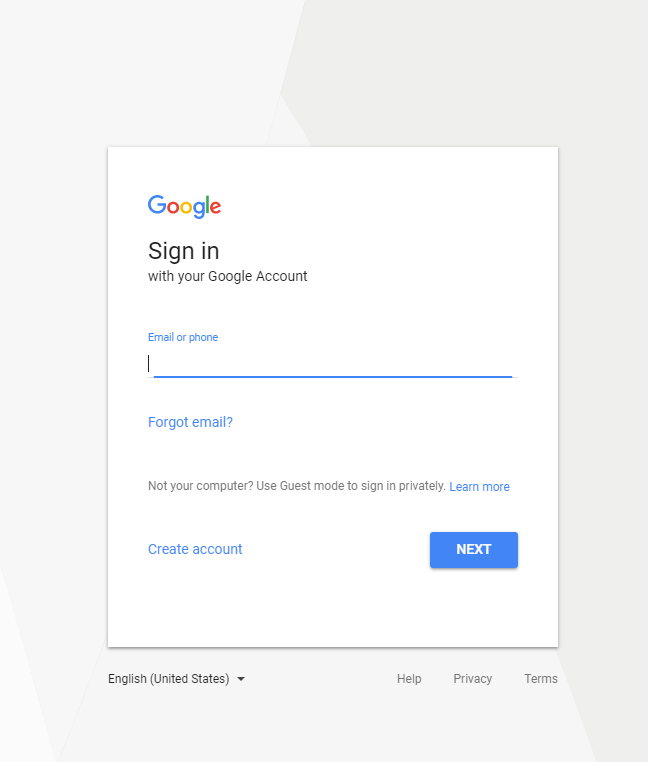 Google
Sign in
with your Google Account
Email or phone
Forgot email?
Not your computer? Use Guest mode to sign in privately. Learn more
Create account
NEXT
English (United States)
Help
Privacy
Terms